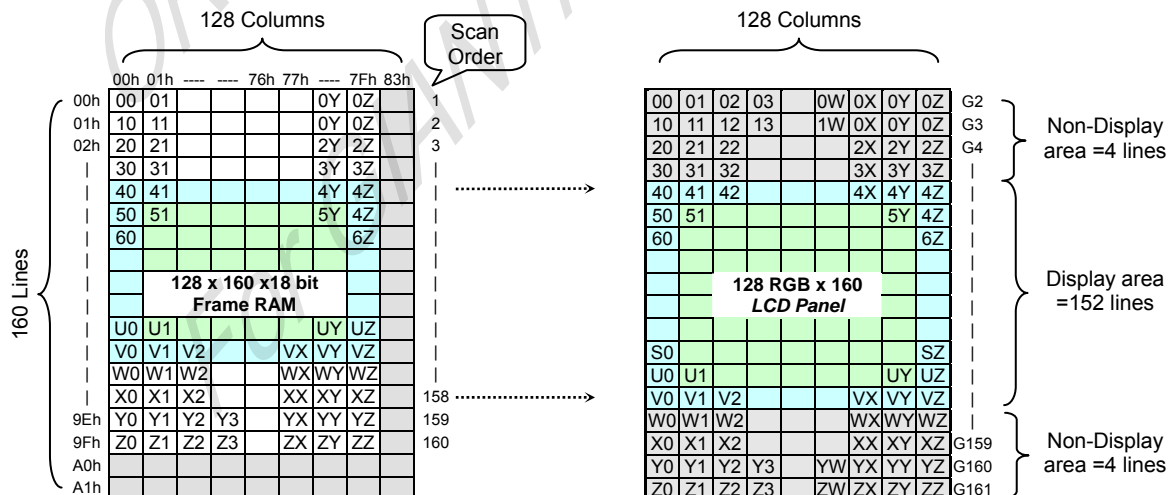 128 Columns
128 Columns
Scan
Order
00h 01h ---- ---- 76h 77h ---- 7Fh 83h
00h 00 01 0Y 0Z 1
01h 10 11 0Y 0Z 2
02h 20 21 2Y 2Z 3
30 31 3Y 3Z
40 41 4Y 4Z
50 51 5Y 4Z
60 6Z
160 Lines
128 x 160 x18 bit
Frame RAM
U0 U1 UY UZ
V0 V1 V2 VX VY VZ
W0 W1 W2 WX WY WZ
X0 X1 X2 XX XY XZ 158
9Eh Y0 Y1 Y2 Y3 YX YY YZ 159
9Fh Z0 Z1 Z2 Z3 ZX ZY ZZ 160
A0h
A1h
00 01 02 03 0W 0X 0Y 0Z G2
10 11 12 13 1W 0X 0Y 0Z G3
20 21 22 2X 2Y 2Z G4
30 31 32 3X 3Y 3Z
40 41 42 4X 4Y 4Z
50 51 5Y 4Z
60 6Z
128 RGB x 160
LCD Panel
S0 SZ
U0 U1 UY UZ
V0 V1 V2 VX VY VZ
W0 W1 W2 WX WY WZ
X0 X1 X2 XX XY XZ G159
Y0 Y1 Y2 Y3 YW YX YY YZ G160
Z0 Z1 Z2 Z3 ZW ZX ZY ZZ G161
Non-Display
area =4 lines
Display area
=152 lines
Non-Display
area =4 lines
For